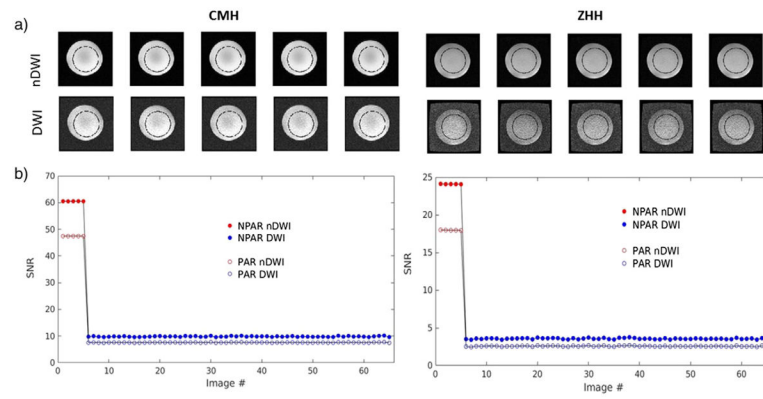 a)
CMH
ZHH
nDWI
DWI
b)
70
60
50
40
30
20
10
0
SNR
NPAR nDWI
NPAR DWI
PAR nDWI
PAR DWI
0 10 20 30 40 50 60
Image #
25
20
15
10
5
0
SNR
NPAR nDWI
NPAR DWI
PAR nDWI
PAR DWI
0 10 20 30 40 50 60
Image #